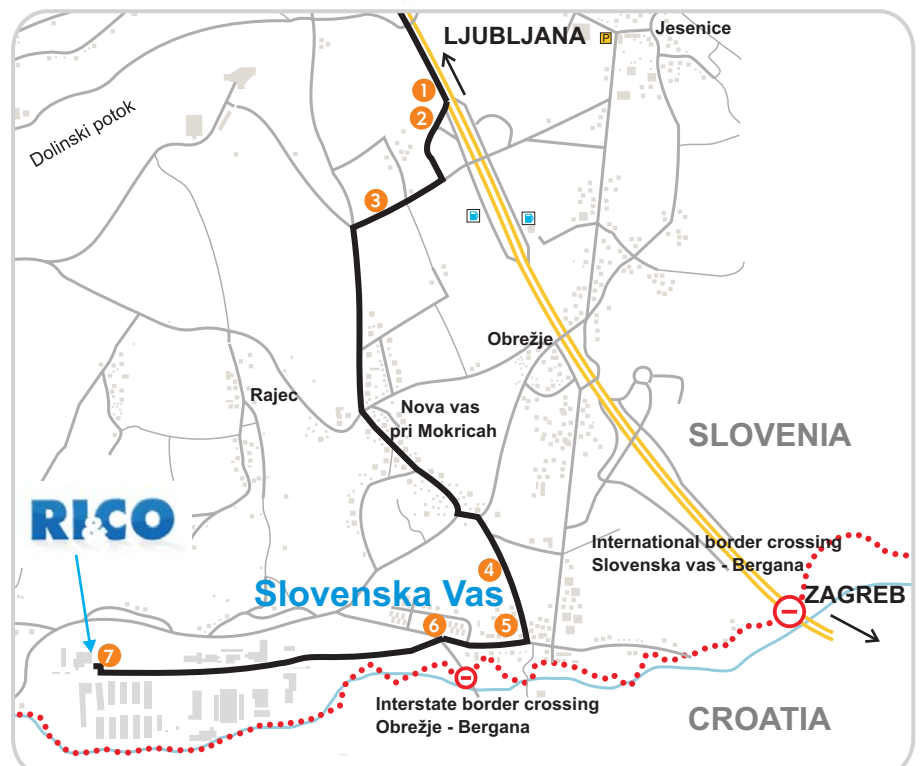 LJUBLJANA
P
Jesenice
1
2
Dolinski potok
3
Obrežje
Rajec
Nova vas
pri Mokricah
SLOVENIA
RI&CO
International border crossing
Slovenska vas - Bergana
4
Slovenska Vas
ZAGREB
6
5
7
Interstate border crossing
Obrežje - Bergana
CROATIA